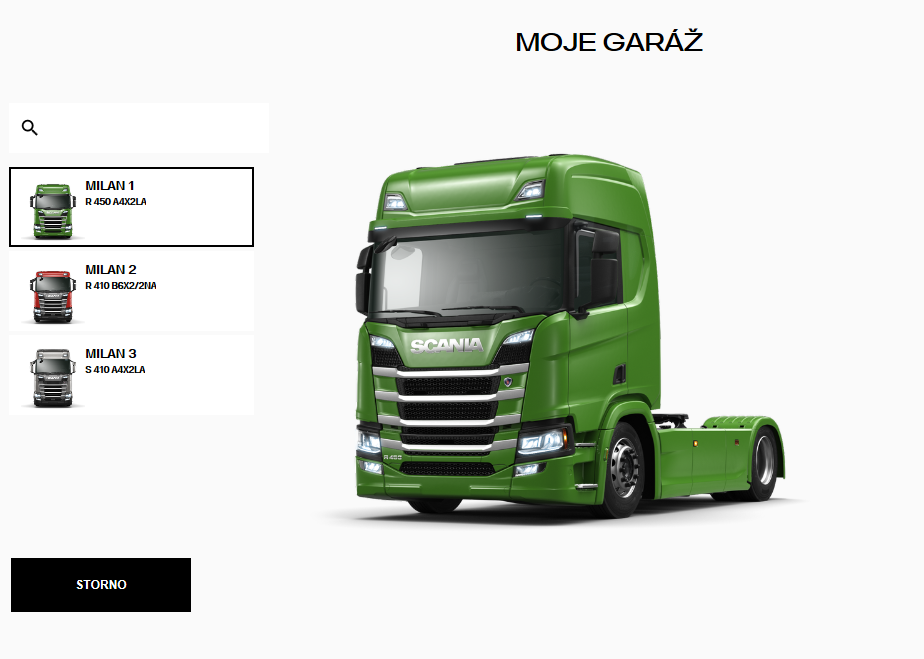 MOJE GARÁŽ
MILAN 1
R 450 A4X2LA
MILAN 2
R 410 B6X2/2NA
MILAN 3
S 410 A4X2LA
SCANIA
R 450
STORNO